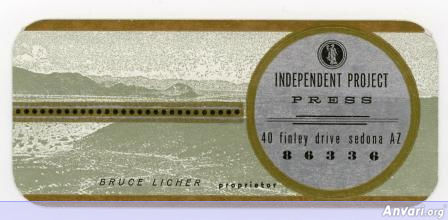 INDEPENDENT PROJECT
PRESS
40 finley drive sedona AZ
86336
BRUCE LICHER proprietor
Anvari.org